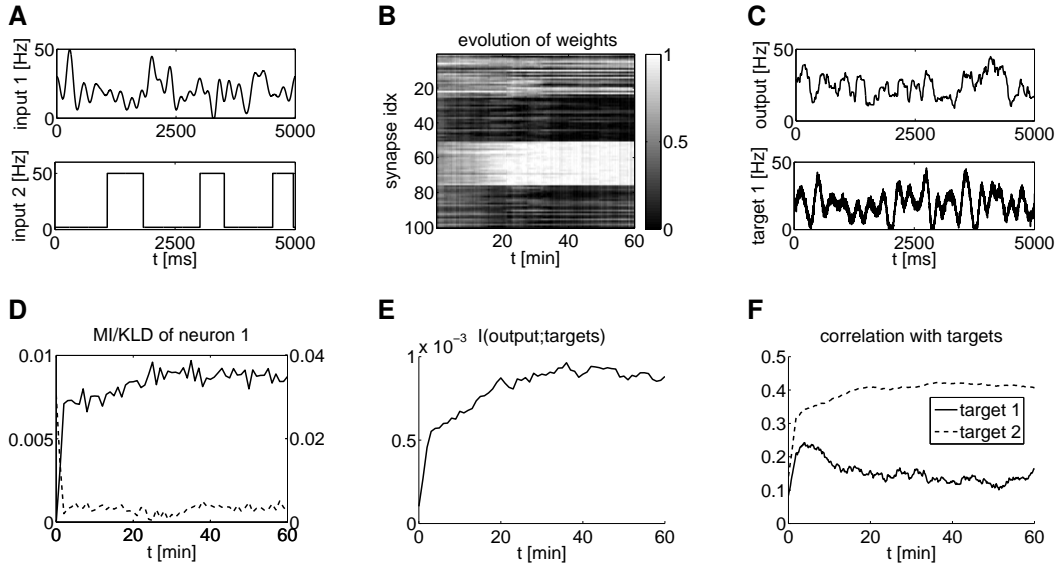 A
input 1 [Hz]
50
0
0
2500
5000
input 2 [Hz]
50
0
0
2500
5000
t [ms]
B
evolution of weights
synapse idx
20
40
60
80
100
20
40
60
t [min]
1
0.5
0
C
output [Hz]
50
0
0
2500
5000
target 1 [Hz]
50
0
0
2500
5000
t [ms]
D
MI/KLD of neuron 1
0.01
0.005
0
0.04
0.02
0
0
20
40
60
t [min]
E
1 x 10^-3
I(output;targets)
0.5
0
0
20
40
60
t [min]
F
correlation with targets
0.5
0.4
0.3
0.2
0.1
0
0
20
40
60
t [min]
target 1
target 2